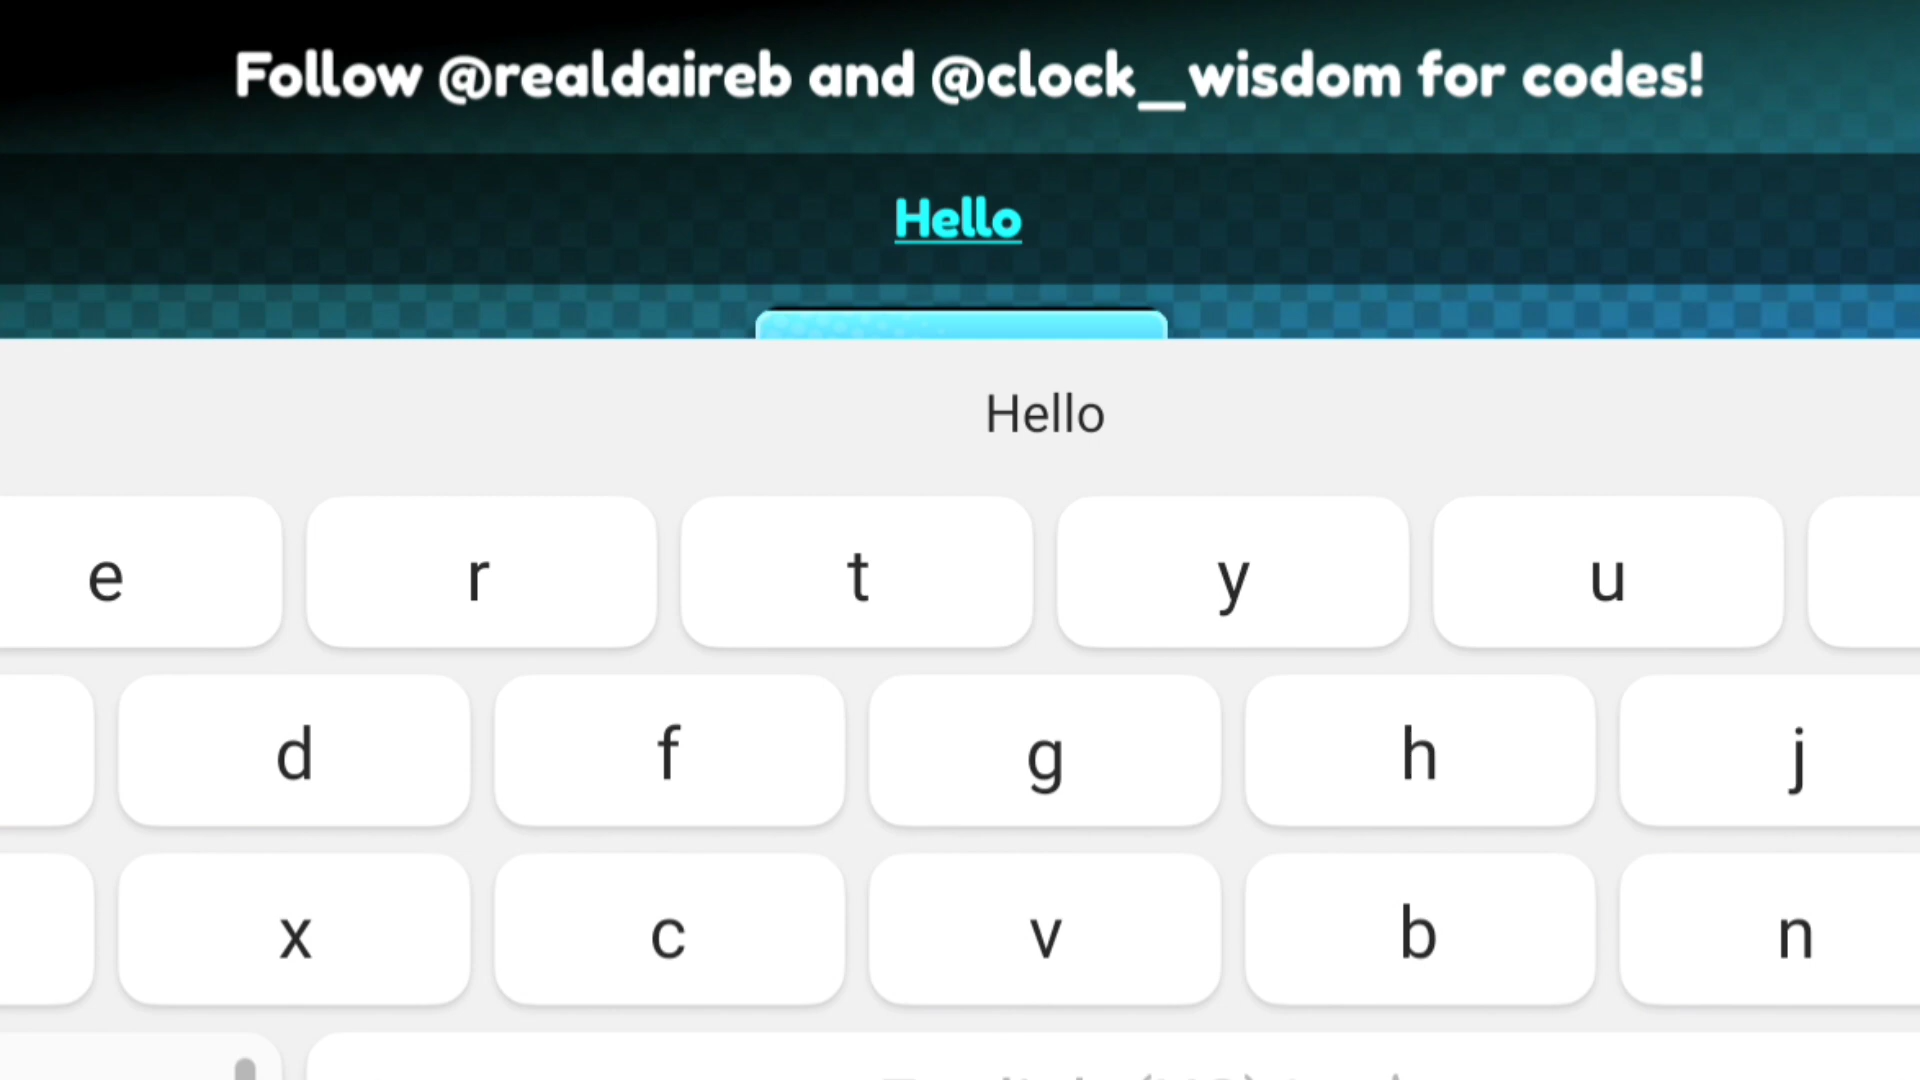 Follow @realdaireb and @clock_wisdom for codes!
Hello
Hello
e r t y u
d f g h j
x c v b n